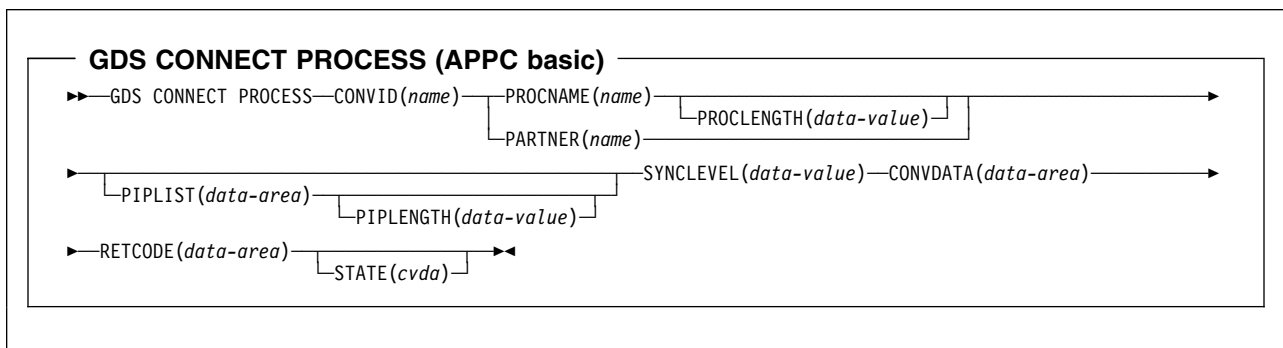 GDS CONNECT PROCESS (APPC basic)
GDS CONNECT PROCESS CONVID(name) PROCNAME(name)
PROCLENGTH(data-value)
PARTNER(name)
SYNCLEVEL(data-value) CONVDATA(data-area)
PIPLIST(data-area)
PIPLENGTH(data-value)
RETCODE(data-area)
STATE(cvda)